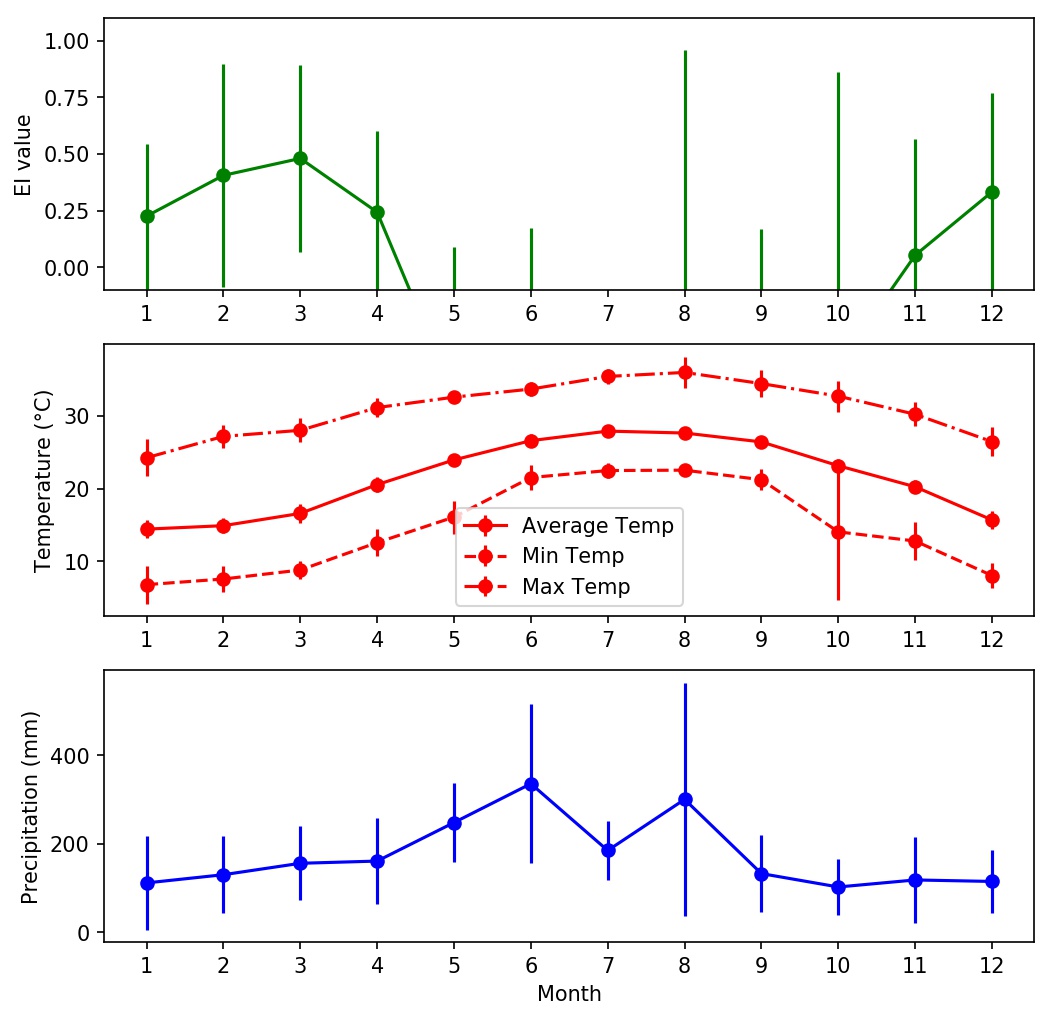 1.00
0.75
0.50
0.25
0.00
EI value
1 2 3 4 5 6 7 8 9 10 11 12
30
20
10
Temperature (°C)
Average Temp
Min Temp
Max Temp
1 2 3 4 5 6 7 8 9 10 11 12
400
200
0
Precipitation (mm)
1 2 3 4 5 6 7 8 9 10 11 12
Month